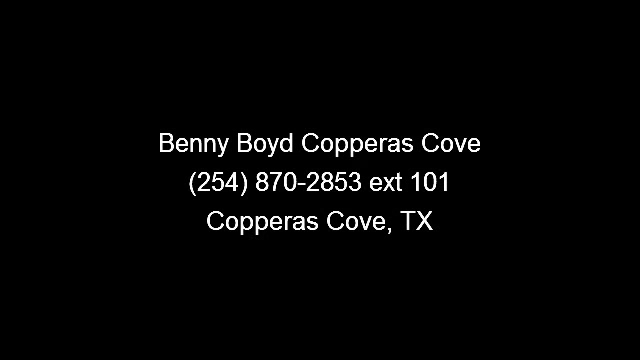 Benny Boyd Copperas Cove
(254) 870-2853 ext 101
Copperas Cove, TX